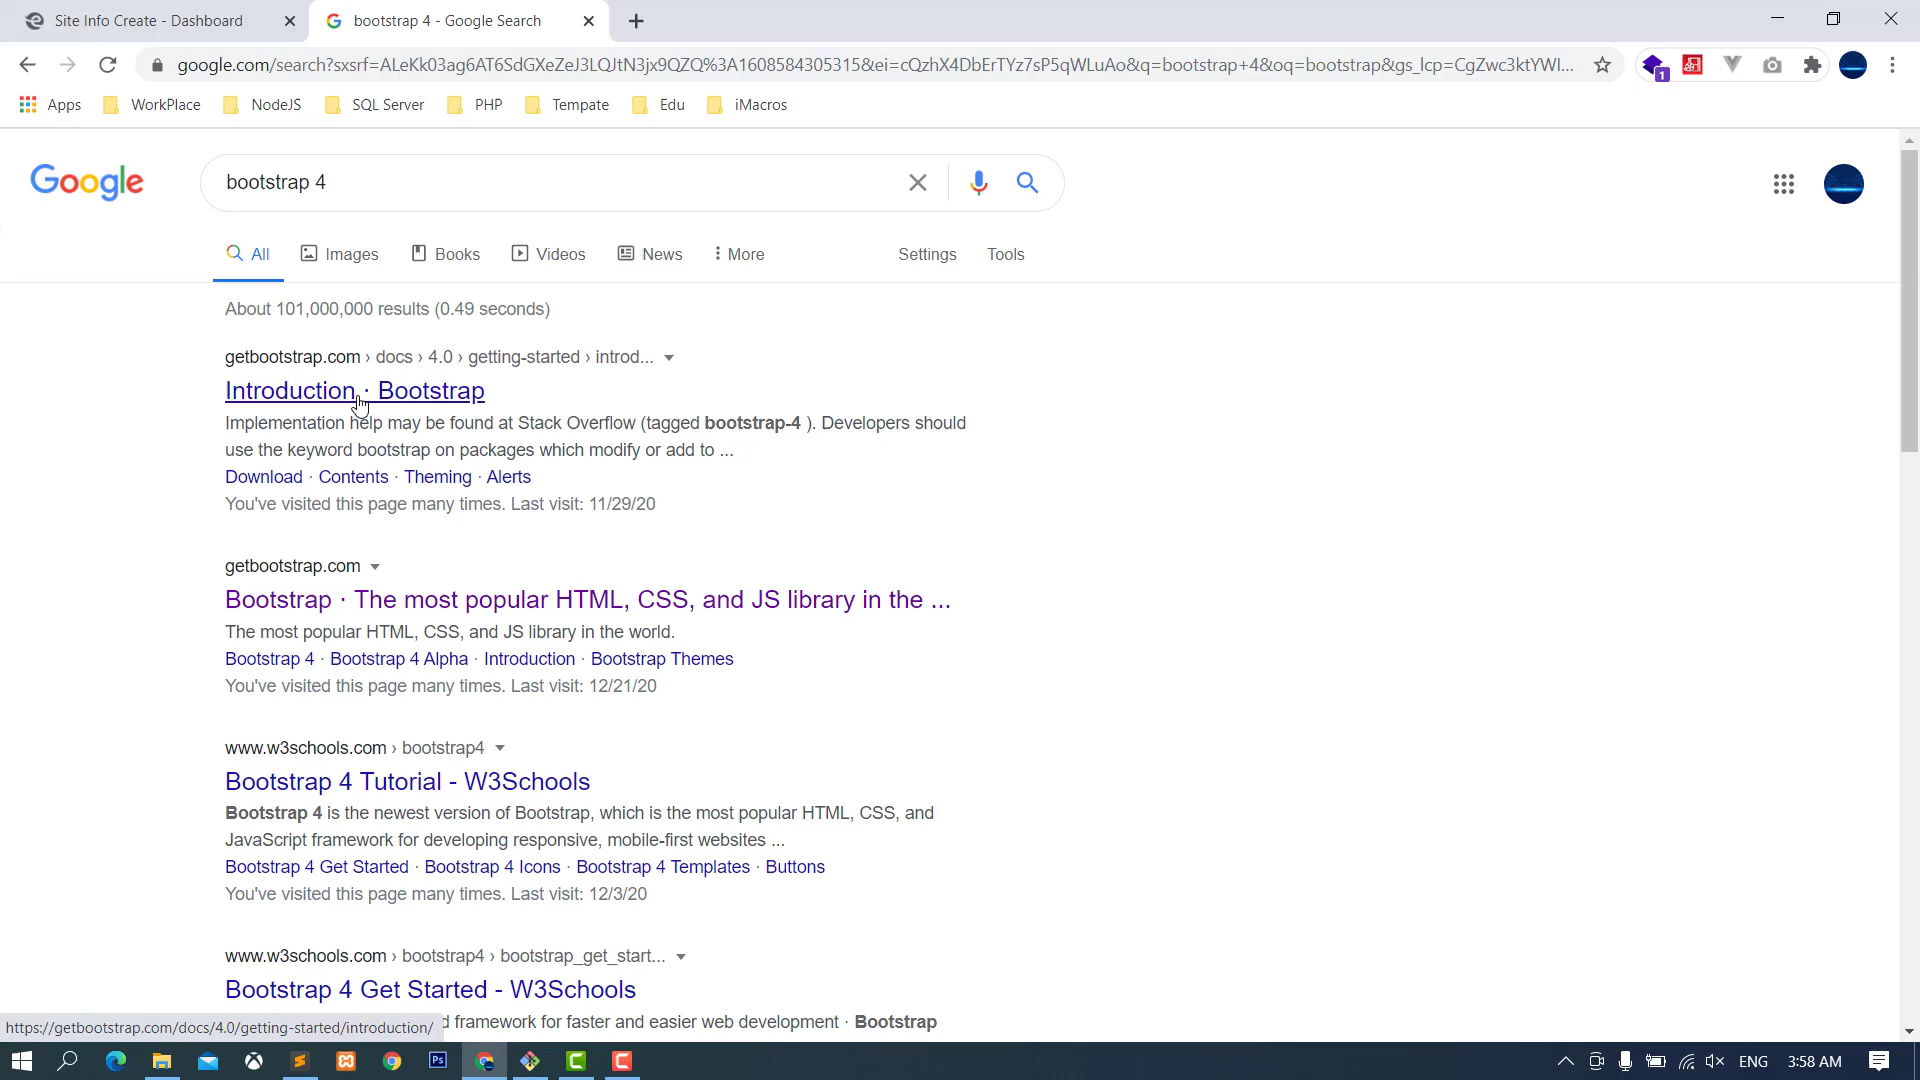 Site Info Create - Dashboard
bootstrap 4 - Google Search
google.com/search?sxsrf=ALeKk03ag6AT6SdGXeZeJ3LQJtN3jx9QZQ%3A1608584305315&ei=cQzhX4DbErTYz7sP5qWLuAo&q=bootstrap+4&oq=bootstrap&gs_lcp=CgZwc3ktYWI...
1
Apps
WorkPlace
NodeJS
SQL Server
PHP
Tempate
Edu
iMacros
Google
bootstrap 4
All
Images
Books
Videos
News
More
Settings
Tools
About 101,000,000 results (0.49 seconds)
getbootstrap.com › docs › 4.0 › getting-started › introd...
Introduction · Bootstrap
Implementation help may be found at Stack Overflow (tagged bootstrap-4 ). Developers should
use the keyword bootstrap on packages which modify or add to ...
Download · Contents · Theming · Alerts
You've visited this page many times. Last visit: 11/29/20
getbootstrap.com
Bootstrap · The most popular HTML, CSS, and JS library in the ...
The most popular HTML, CSS, and JS library in the world.
Bootstrap 4 · Bootstrap 4 Alpha · Introduction · Bootstrap Themes
You've visited this page many times. Last visit: 12/21/20
www.w3schools.com › bootstrap4
Bootstrap 4 Tutorial - W3Schools
Bootstrap 4 is the newest version of Bootstrap, which is the most popular HTML, CSS, and
JavaScript framework for developing responsive, mobile-first websites ...
Bootstrap 4 Get Started · Bootstrap 4 Icons · Bootstrap 4 Templates · Buttons
You've visited this page many times. Last visit: 12/3/20
www.w3schools.com › bootstrap4 › bootstrap_get_start...
Bootstrap 4 Get Started - W3Schools
framework for faster and easier web development · Bootstrap
https://getbootstrap.com/docs/4.0/getting-started/introduction/
Ps
ENG
3:58 AM